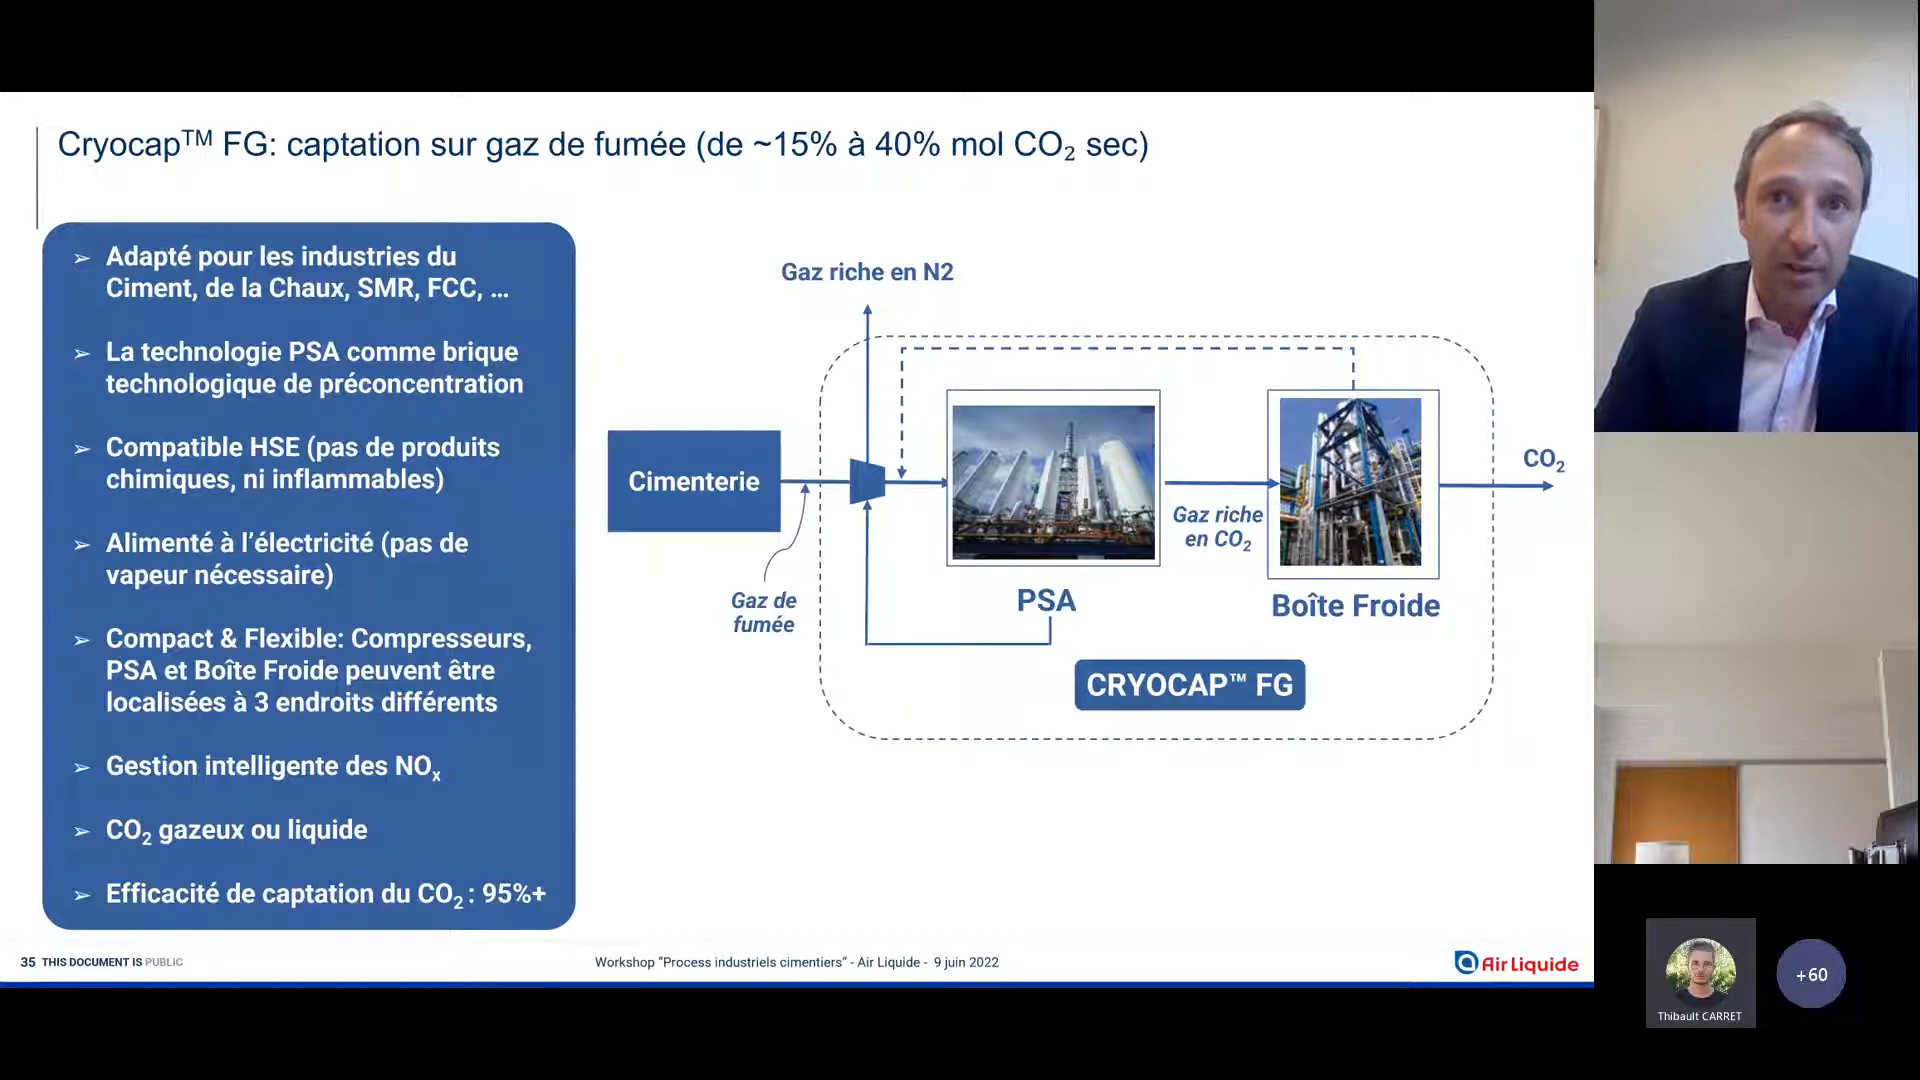 Cryocap™ FG: captation sur gaz de fumée (de ~15% à 40% mol CO₂ sec)
➢ Adapté pour les industries du
Ciment, de la Chaux, SMR, FCC, ...
➢ La technologie PSA comme brique
technologique de préconcentration
➢ Compatible HSE (pas de produits
chimiques, ni inflammables)
➢ Alimenté à l’électricité (pas de
vapeur nécessaire)
➢ Compact & Flexible: Compresseurs,
PSA et Boîte Froide peuvent être
localisées à 3 endroits différents
➢ Gestion intelligente des NOₓ
➢ CO₂ gazeux ou liquide
➢ Efficacité de captation du CO₂ : 95%+
Gaz riche en N2
Cimenterie
Gaz de
fumée
PSA
Gaz riche
en CO₂
Boîte Froide
CO₂
CRYOCAP™ FG
35 THIS DOCUMENT IS PUBLIC
Workshop “Process industriels cimentiers” - Air Liquide - 9 juin 2022
Air Liquide
Thibault CARRET
+60